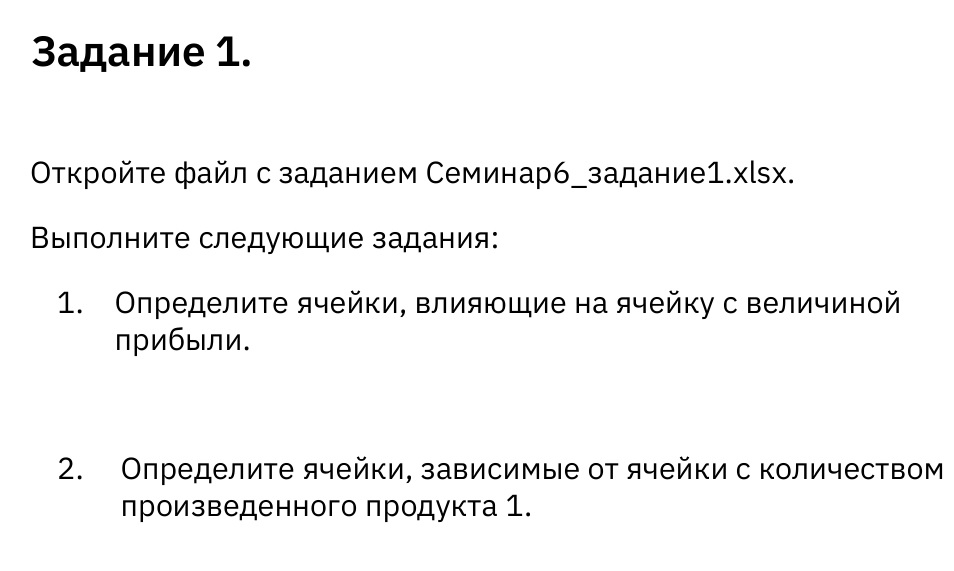 Задание 1.
Откройте файл с заданием Семинар6_задание1.xlsx.
Выполните следующие задания:
1. Определите ячейки, влияющие на ячейку с величиной
прибыли.
2. Определите ячейки, зависимые от ячейки с количеством
произведенного продукта 1.